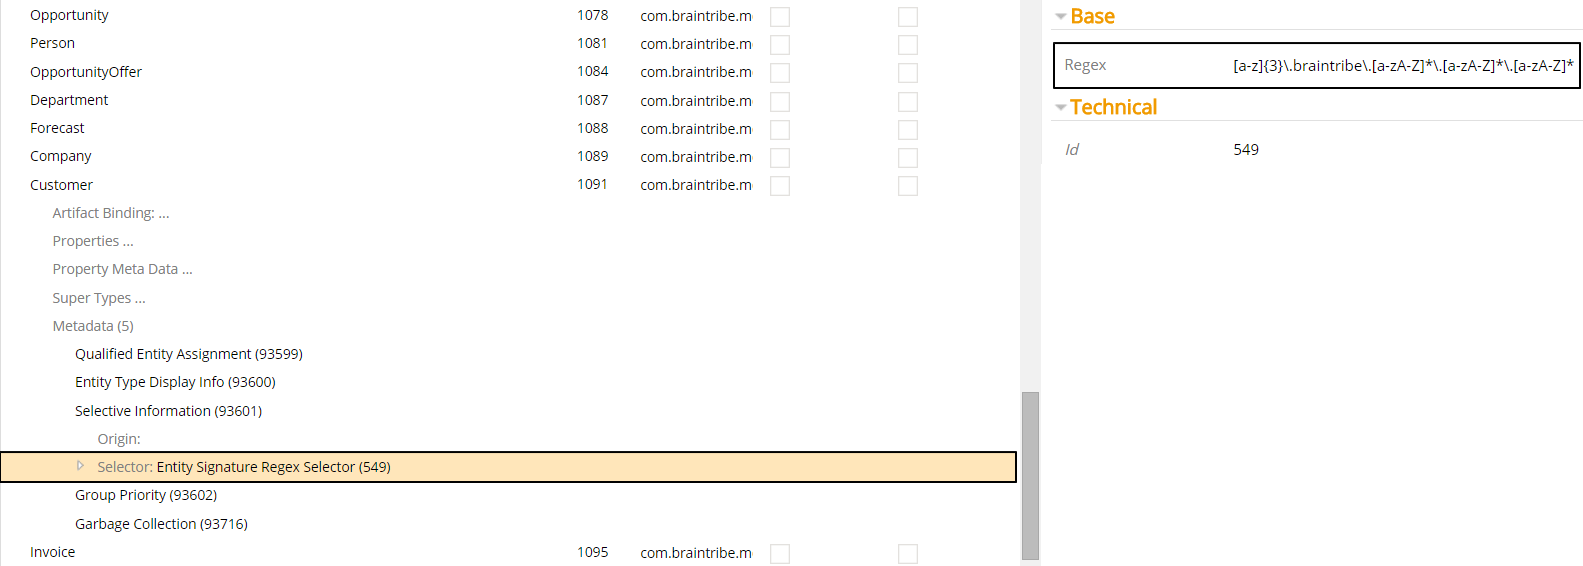 Opportunity 1078 com.braintribe.m
Person 1081 com.braintribe.m
OpportunityOffer 1084 com.braintribe.m
Department 1087 com.braintribe.m
Forecast 1088 com.braintribe.m
Company 1089 com.braintribe.m
Customer 1091 com.braintribe.m
Artifact Binding: ...
Properties ...
Property Meta Data ...
Super Types ...
Metadata (5)
Qualified Entity Assignment (93599)
Entity Type Display Info (93600)
Selective Information (93601)
Origin:
Selector: Entity Signature Regex Selector (549)
Group Priority (93602)
Garbage Collection (93716)
Invoice 1095 com.braintribe.m
Base
Regex [a-z]{3}\.braintribe\.[a-zA-Z]*\.[a-zA-Z]*\.[a-zA-Z]*
Technical
Id 549